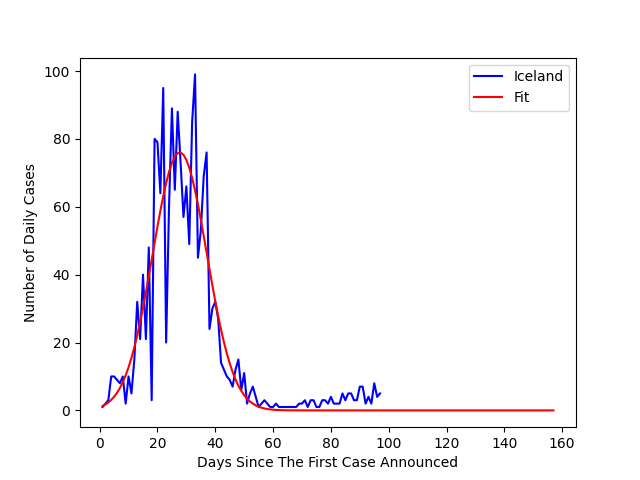 Iceland
Fit
100
80
60
40
20
0
Number of Daily Cases
0 20 40 60 80 100 120 140 160
Days Since The First Case Announced